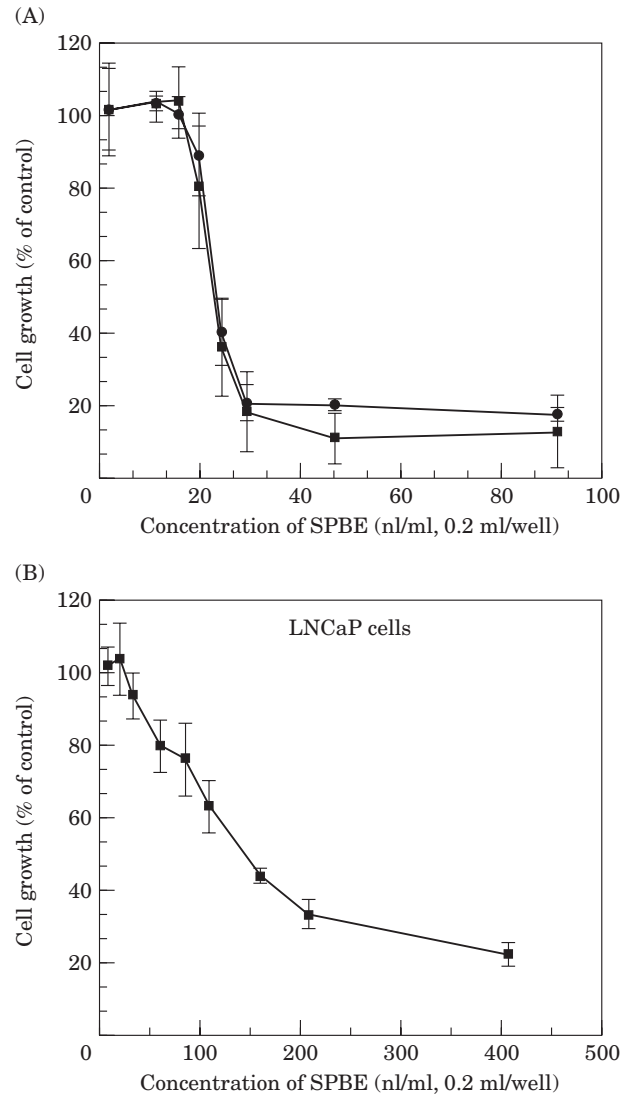 (A)
120
100
80
60
40
20
0
Cell growth (% of control)
0 20 40 60 80 100
Concentration of SPBE (nl/ml, 0.2 ml/well)
(B)
LNCaP cells
120
100
80
60
40
20
Cell growth (% of control)
0 100 200 300 400 500
Concentration of SPBE (nl/ml, 0.2 ml/well)